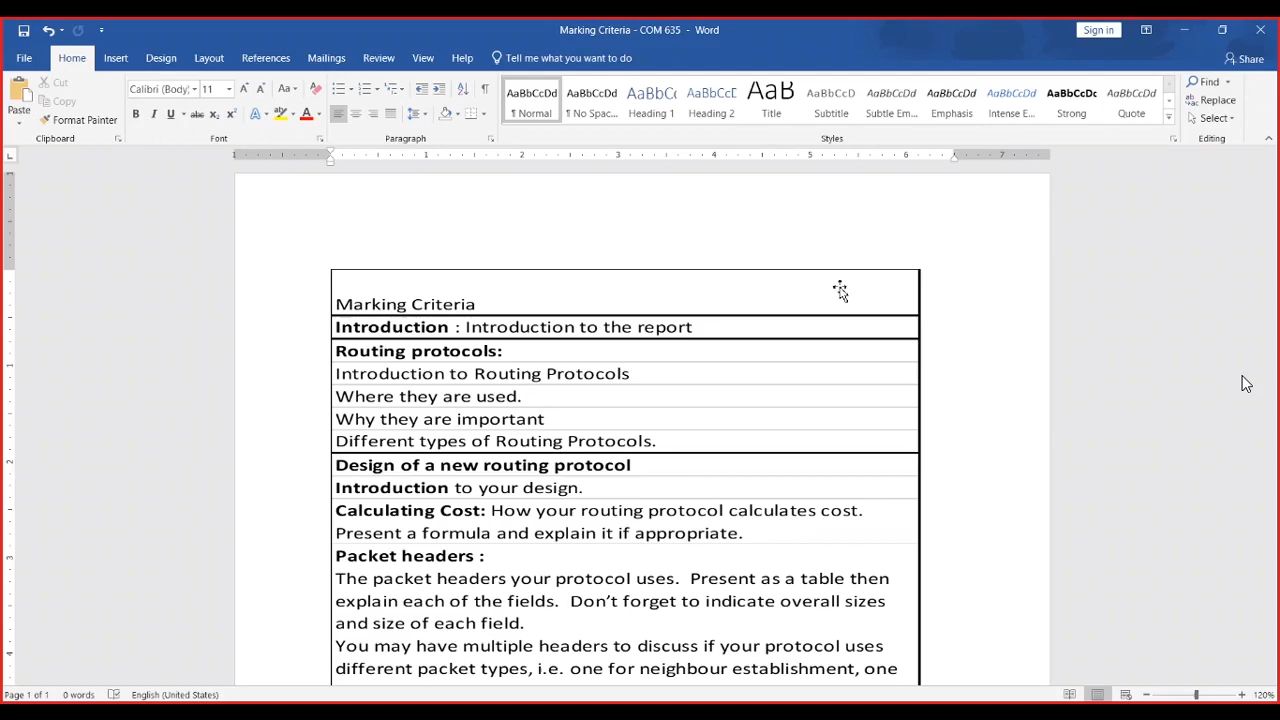 Marking Criteria - COM 635 - Word
Sign in
File Home Insert Design Layout References Mailings Review View Help Tell me what you want to do
Share
Paste
Cut
Copy
Format Painter
Clipboard
Calibri (Body) 11
Font
Paragraph
AaBbCcDd AaBbCcDd AaBbCc AaBbCcD AaB AaBbCcD AaBbCcDd AaBbCcDd AaBbCcDd AaBbCcDc AaBbCcDd
¶ Normal ¶ No Spac... Heading 1 Heading 2 Title Subtitle Subtle Em... Emphasis Intense E... Strong Quote
Styles
Find
Replace
Select
Editing
1 1 2 3 4 5 6 7
Marking Criteria
Introduction : Introduction to the report
Routing protocols:
Introduction to Routing Protocols
Where they are used.
Why they are important
Different types of Routing Protocols.
Design of a new routing protocol
Introduction to your design.
Calculating Cost: How your routing protocol calculates cost.
Present a formula and explain it if appropriate.
Packet headers :
The packet headers your protocol uses. Present as a table then
explain each of the fields. Don’t forget to indicate overall sizes
and size of each field.
You may have multiple headers to discuss if your protocol uses
different packet types, i.e. one for neighbour establishment, one
Page 1 of 1 0 words English (United States)
120%